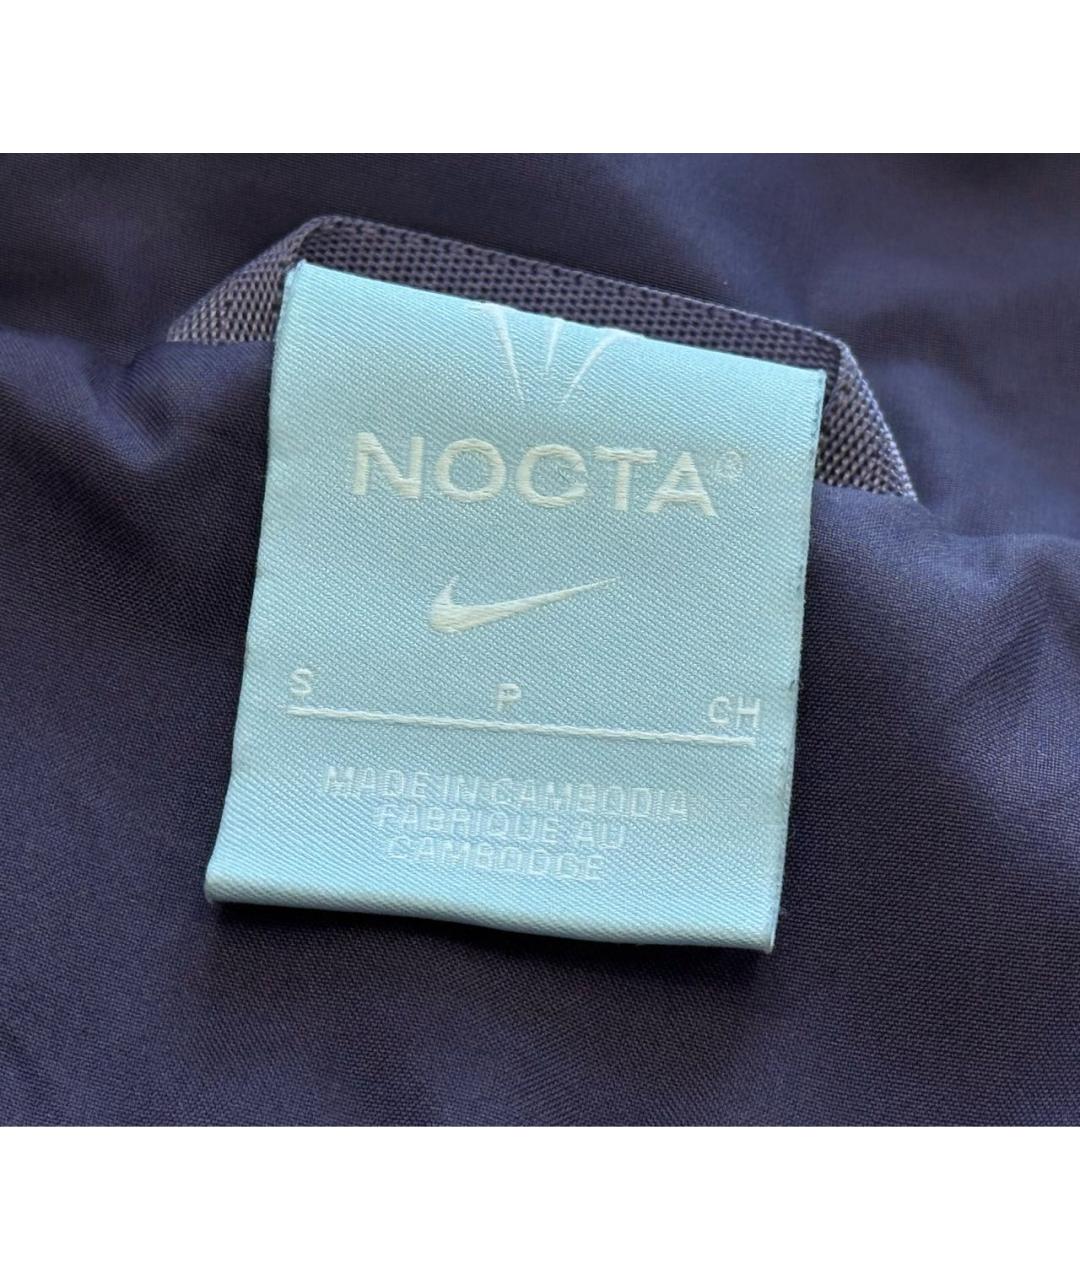 NOCTA®
S P CH
MADE IN CAMBODIA
FABRIQUE AU
CAMBODGE